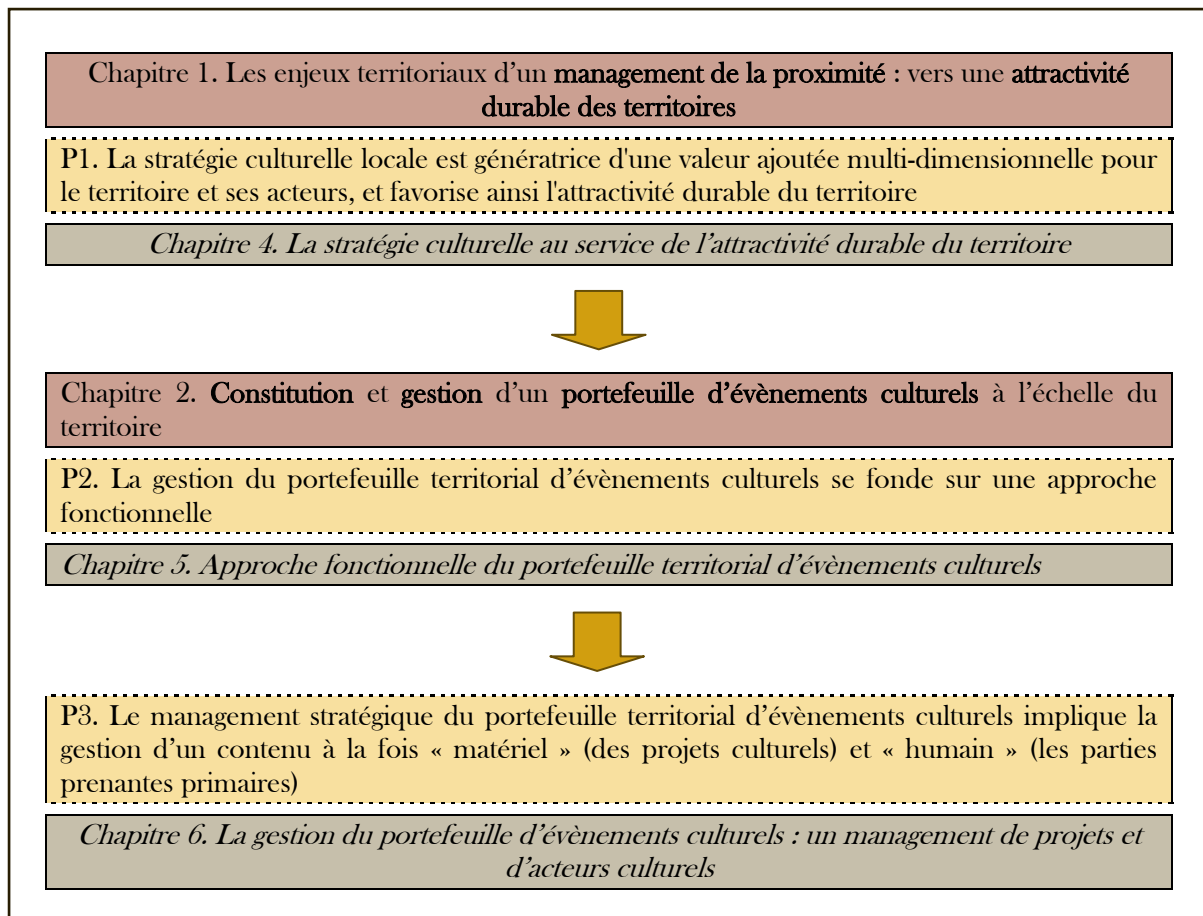 Chapitre 1. Les enjeux territoriaux d’un management de la proximité : vers une attractivité
durable des territoires
P1. La stratégie culturelle locale est génératrice d'une valeur ajoutée multi-dimensionnelle pour
le territoire et ses acteurs, et favorise ainsi l'attractivité durable du territoire
Chapitre 4. La stratégie culturelle au service de l’attractivité durable du territoire
Chapitre 2. Constitution et gestion d’un portefeuille d’évènements culturels à l’échelle du
territoire
P2. La gestion du portefeuille territorial d’évènements culturels se fonde sur une approche
fonctionnelle
Chapitre 5. Approche fonctionnelle du portefeuille territorial d’évènements culturels
P3. Le management stratégique du portefeuille territorial d’évènements culturels implique la
gestion d’un contenu à la fois « matériel » (des projets culturels) et « humain » (les parties
prenantes primaires)
Chapitre 6. La gestion du portefeuille d’évènements culturels : un management de projets et
d’acteurs culturels